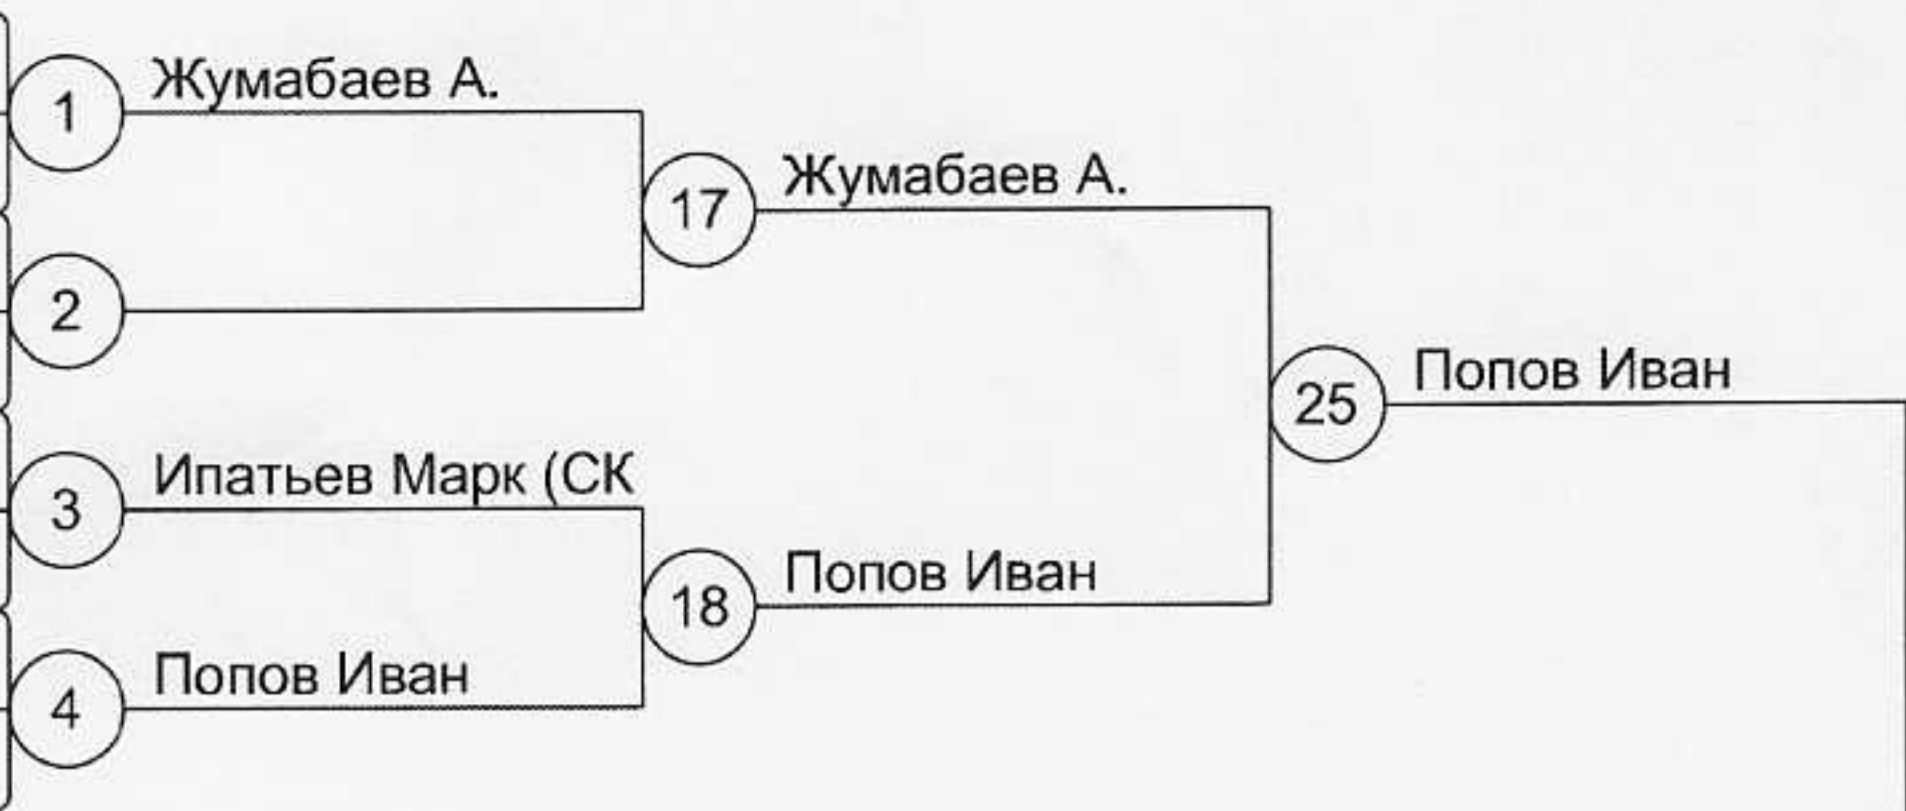 1
Жумабаев А.
17
Жумабаев А.
2
25
Попов Иван
3
Ипатьев Марк (СК
18
Попов Иван
4
Попов Иван